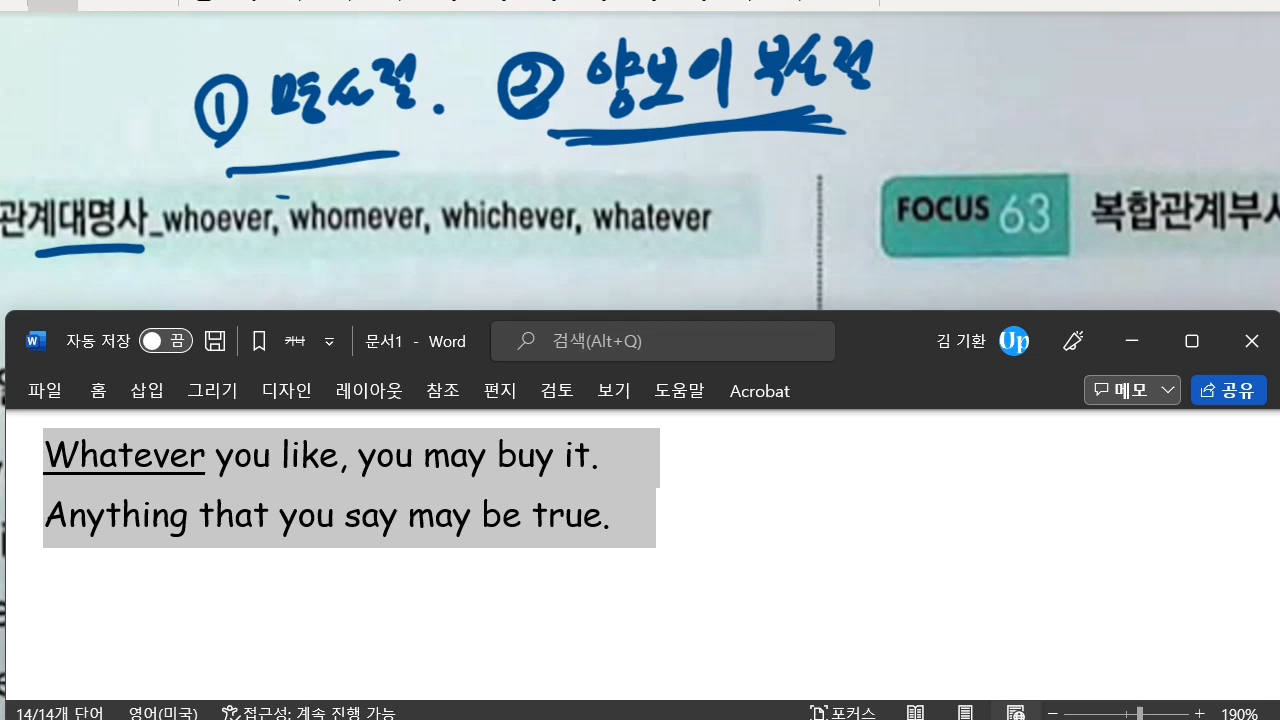 ① 명사절. ② 양보의 부사절
관계대명사_whoever, whomever, whichever, whatever
FOCUS 63 복합관계부사
자동 저장 끔 가나 문서1 - Word 검색(Alt+Q) 김 기환 Up
파일 홈 삽입 그리기 디자인 레이아웃 참조 편지 검토 보기 도움말 Acrobat 메모 공유
Whatever you like, you may buy it.
Anything that you say may be true.
14/14개 단어 영어(미국) 접근성: 계속 진행 가능 포커스 190%